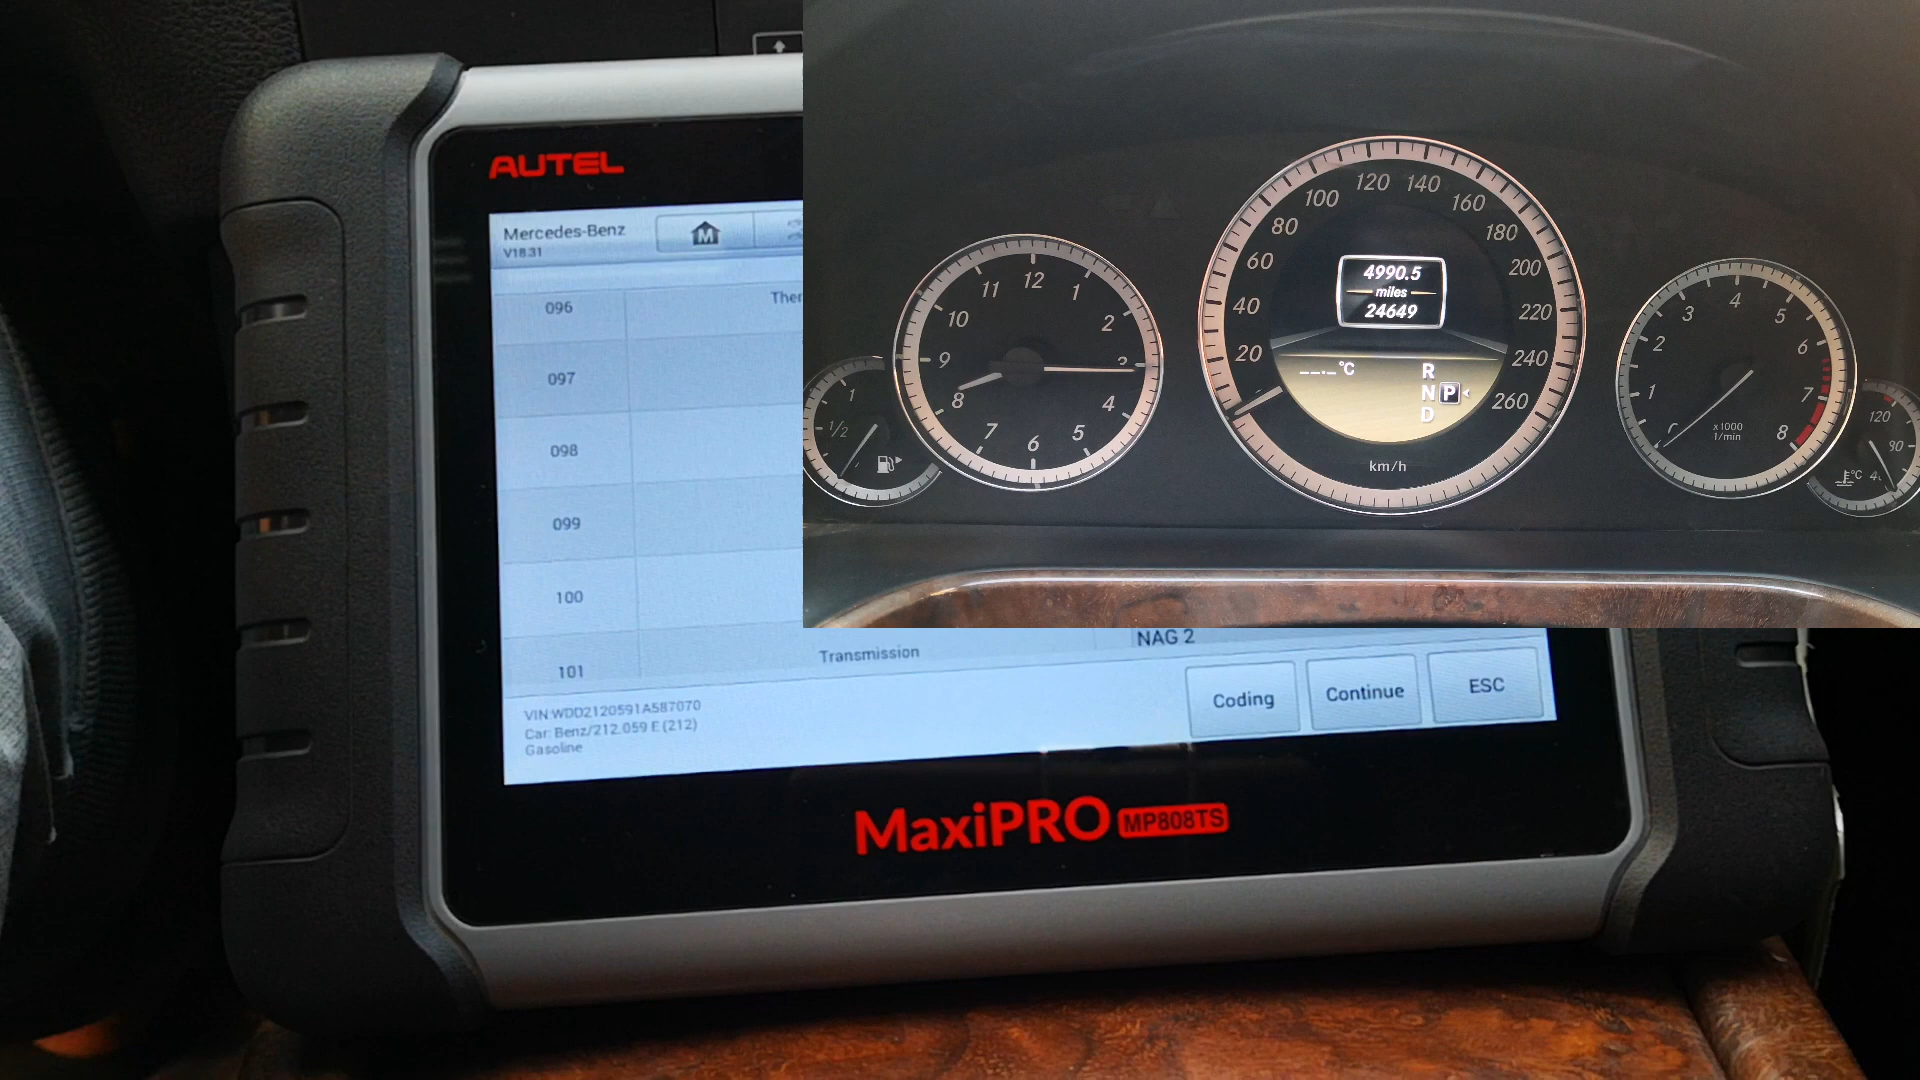 AUTEL
Mercedes-Benz
V18.31
M
096
097
098
099
100
101
Transmission
NAG 2
VIN:WDD2120591A587070
Car: Benz/212.059 E (212)
Gasoline
Coding
Continue
ESC
MaxiPRO MP808TS
1
1/2
12
1
2
3
4
5
6
7
8
9
10
11
20
40
60
80
100
120
140
160
180
200
220
240
260
4990.5
miles
24649
__._°C
R
N P
D
km/h
1
2
3
4
5
6
7
8
x1000
1/min
120
°C